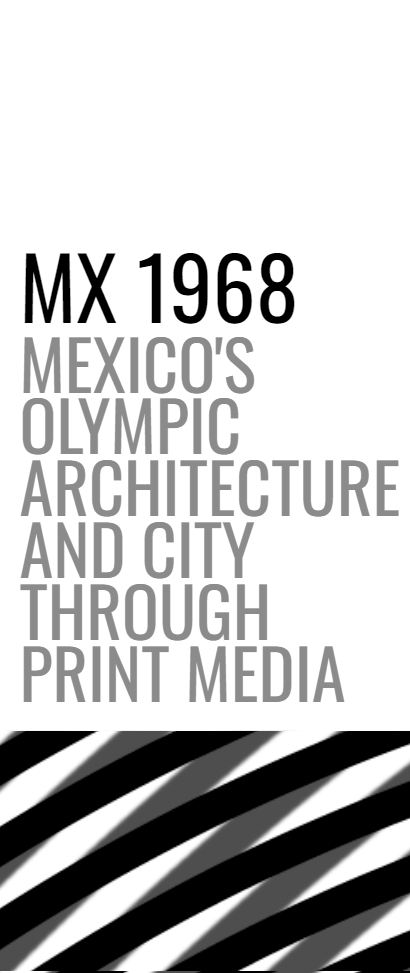 MX 1968
MEXICO'S
OLYMPIC
ARCHITECTURE
AND CITY
THROUGH
PRINT MEDIA